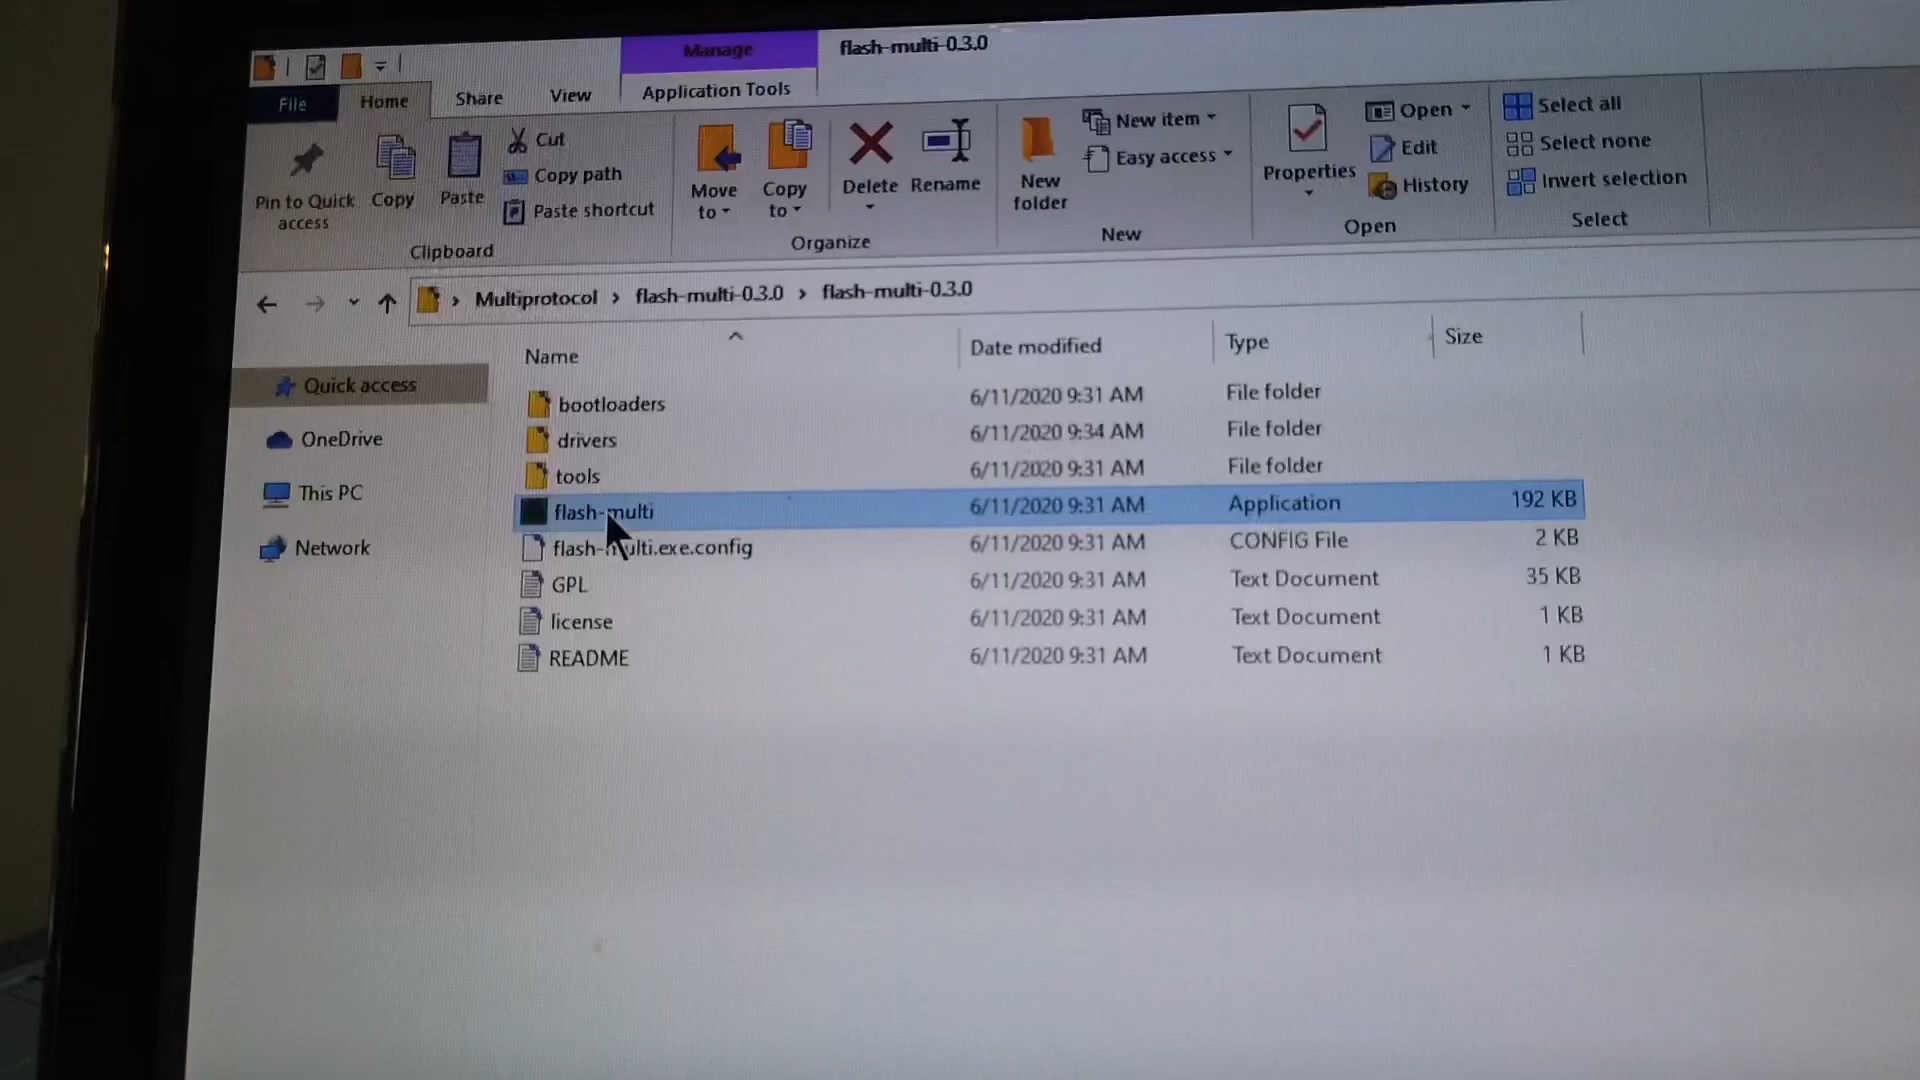 Manage
flash-multi-0.3.0
File
Home
Share
View
Application Tools
Pin to Quick access
Copy
Paste
Cut
Copy path
Paste shortcut
Clipboard
Move to
Copy to
Delete
Rename
Organize
New folder
New item
Easy access
New
Properties
Open
Edit
History
Open
Select all
Select none
Invert selection
Select
Multiprotocol > flash-multi-0.3.0 > flash-multi-0.3.0
Quick access
OneDrive
This PC
Network
Name Date modified Type Size
bootloaders 6/11/2020 9:31 AM File folder
drivers 6/11/2020 9:34 AM File folder
tools 6/11/2020 9:31 AM File folder
flash-multi 6/11/2020 9:31 AM Application 192 KB
flash-multi.exe.config 6/11/2020 9:31 AM CONFIG File 2 KB
GPL 6/11/2020 9:31 AM Text Document 35 KB
license 6/11/2020 9:31 AM Text Document 1 KB
README 6/11/2020 9:31 AM Text Document 1 KB